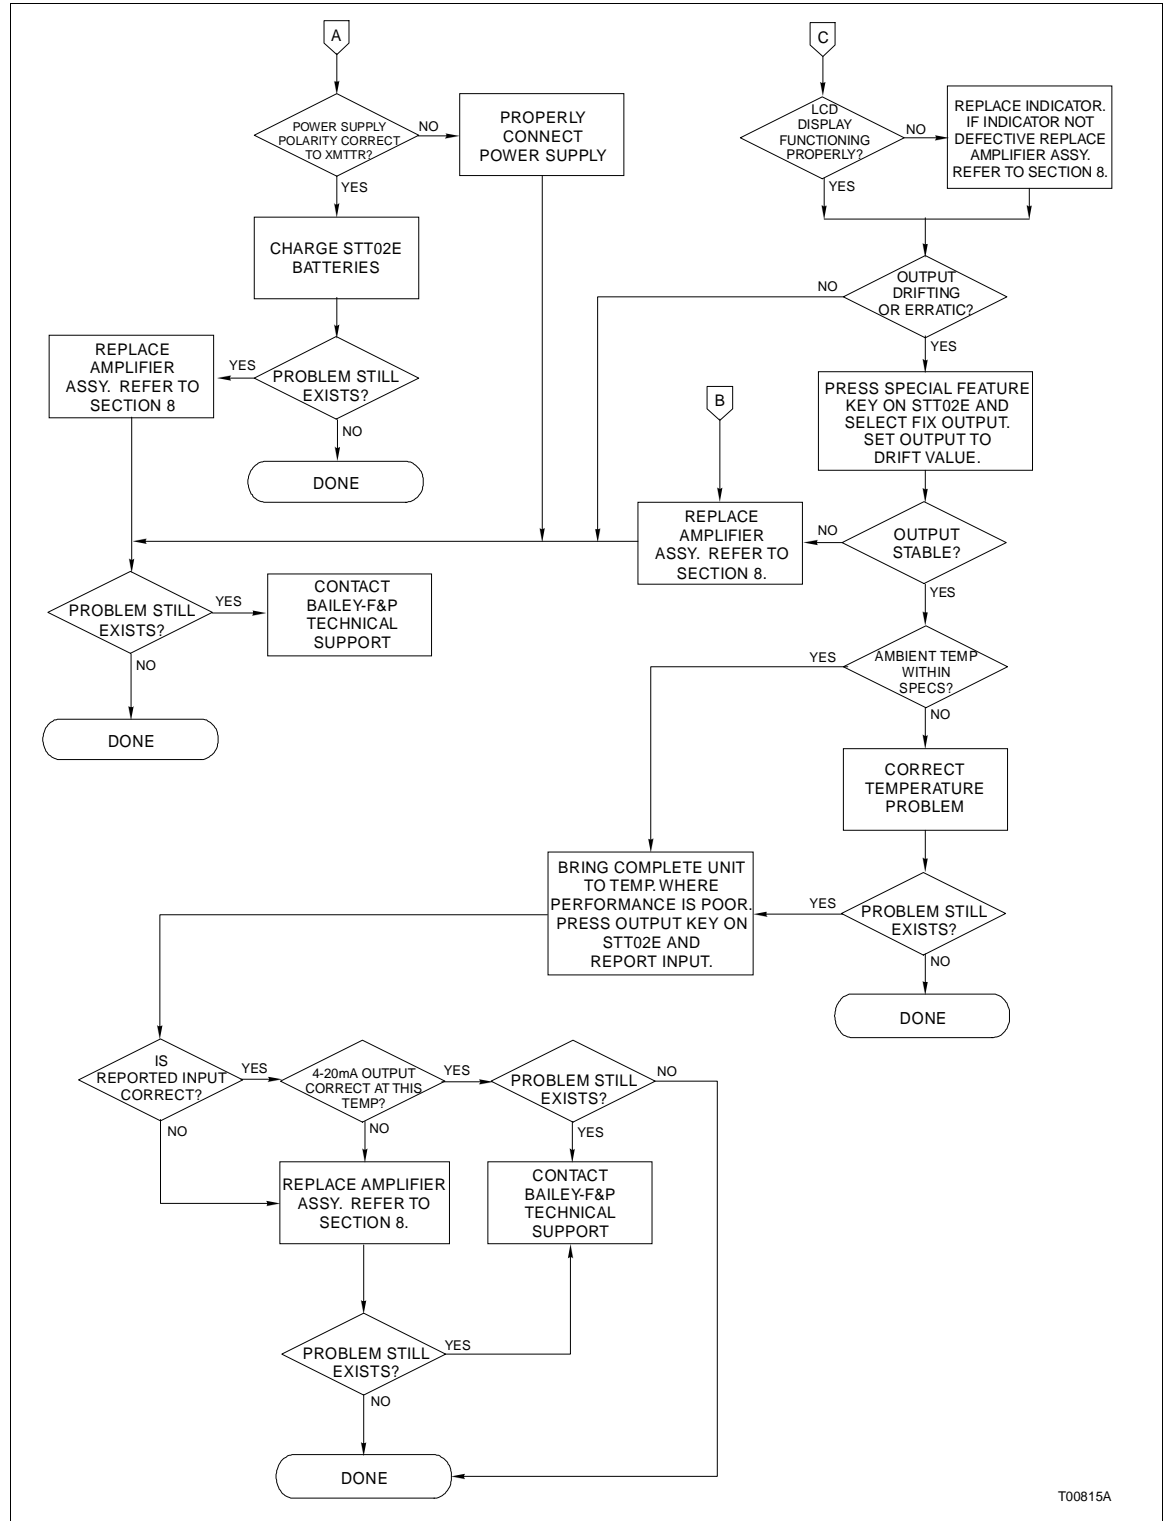 A
POWER SUPPLY
POLARITY CORRECT
TO XMTTR?
NO
PROPERLY
CONNECT
POWER SUPPLY
YES
CHARGE STT02E
BATTERIES
PROBLEM STILL
EXISTS?
YES
REPLACE
AMPLIFIER
ASSY. REFER TO
SECTION 8
NO
DONE
PROBLEM STILL
EXISTS?
YES
CONTACT
BAILEY-F&P
TECHNICAL
SUPPORT
NO
DONE
C
LCD
DISPLAY
FUNCTIONING
PROPERLY?
NO
REPLACE INDICATOR.
IF INDICATOR NOT
DEFECTIVE REPLACE
AMPLIFIER ASSY.
REFER TO SECTION 8.
YES
OUTPUT
DRIFTING
OR ERRATIC?
NO
YES
PRESS SPECIAL FEATURE
KEY ON STT02E AND
SELECT FIX OUTPUT.
SET OUTPUT TO
DRIFT VALUE.
B
REPLACE
AMPLIFIER
ASSY. REFER TO
SECTION 8.
NO
OUTPUT
STABLE?
YES
YES
AMBIENT TEMP
WITHIN
SPECS?
NO
CORRECT
TEMPERATURE
PROBLEM
BRING COMPLETE UNIT
TO TEMP. WHERE
PERFORMANCE IS POOR.
PRESS OUTPUT KEY ON
STT02E AND
REPORT INPUT.
YES
PROBLEM STILL
EXISTS?
NO
DONE
IS
REPORTED INPUT
CORRECT?
YES
NO
4-20mA OUTPUT
CORRECT AT THIS
TEMP?
YES
NO
PROBLEM STILL
EXISTS?
NO
YES
REPLACE AMPLIFIER
ASSY. REFER TO
SECTION 8.
CONTACT
BAILEY-F&P
TECHNICAL
SUPPORT
PROBLEM STILL
EXISTS?
YES
NO
DONE
T00815A